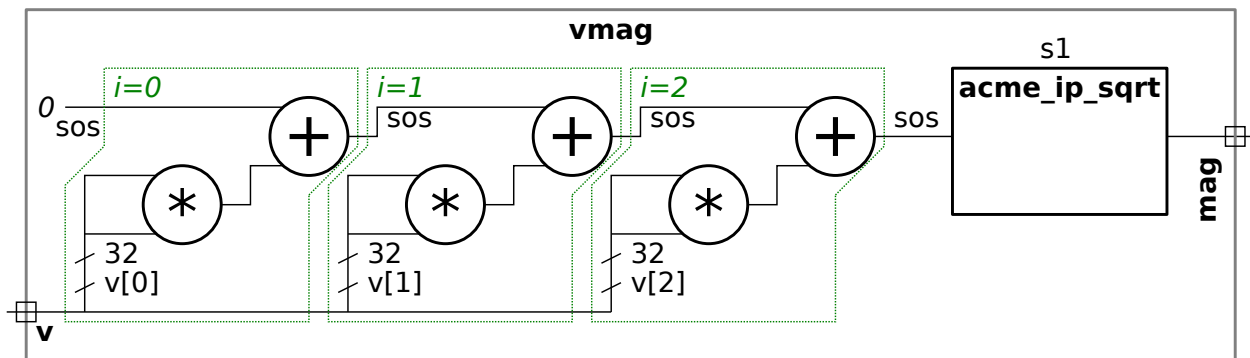 vmag
s1
i=0
i=1
i=2
acme_ip_sqrt
0
sos
sos
sos
sos
+
+
+
*
*
*
mag
32
32
32
v[0]
v[1]
v[2]
v